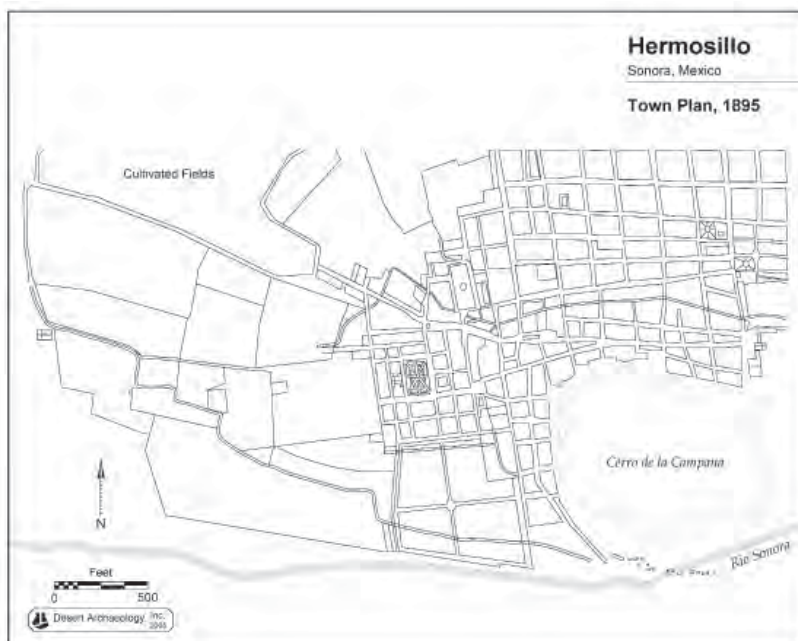 Hermosillo
Sonora, Mexico
Town Plan, 1895
Cultivated Fields
Cerro de la Campana
N
Rio Sonora
Feet
0 500
Desert Archaeology Inc.